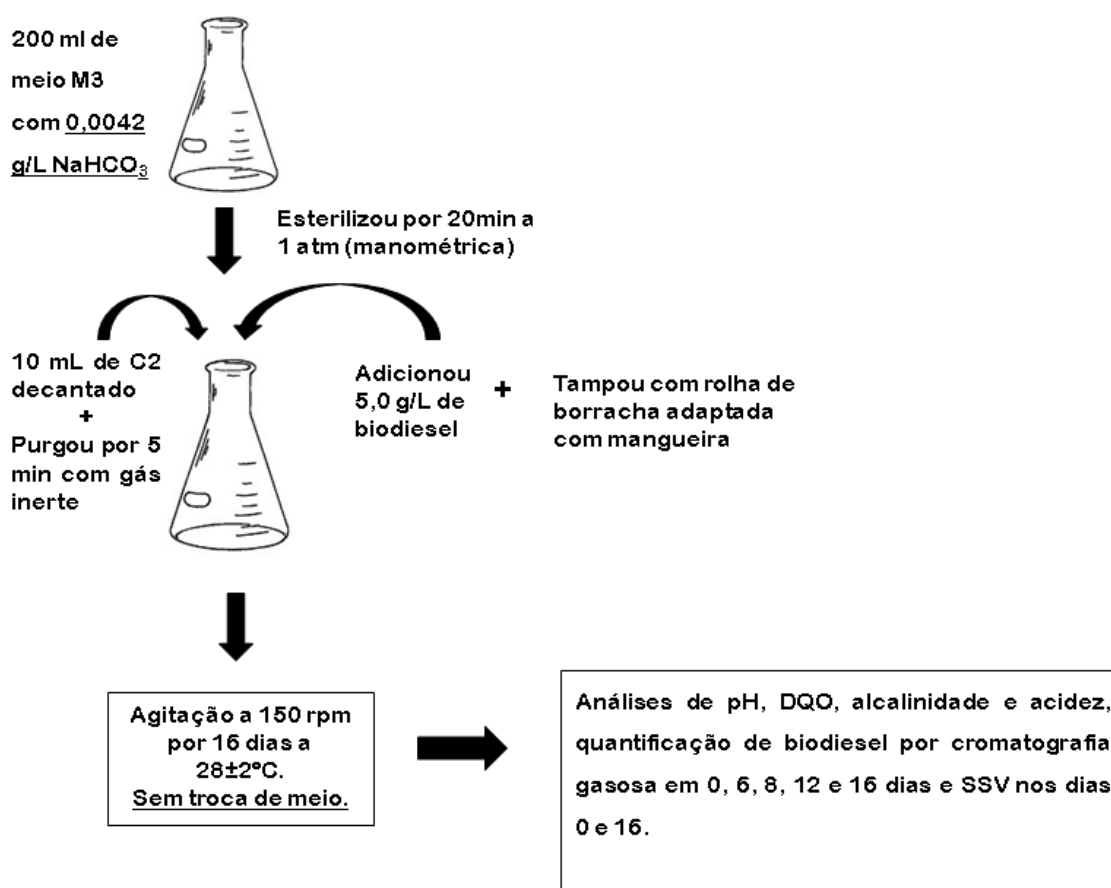 200 ml de
meio M3
com 0,0042
g/L NaHCO₃
Esterilizou por 20min a
1 atm (manométrica)
10 mL de C2
decantado
+
Purgou por 5
min com gás
inerte
Adicionou
5,0 g/L de
biodiesel
+
Tampou com rolha de
borracha adaptada
com mangueira
Agitação a 150 rpm
por 16 dias a
28±2ºC.
Sem troca de meio.
Análises de pH, DQO, alcalinidade e acidez,
quantificação de biodiesel por cromatografia
gasosa em 0, 6, 8, 12 e 16 dias e SSV nos dias
0 e 16.